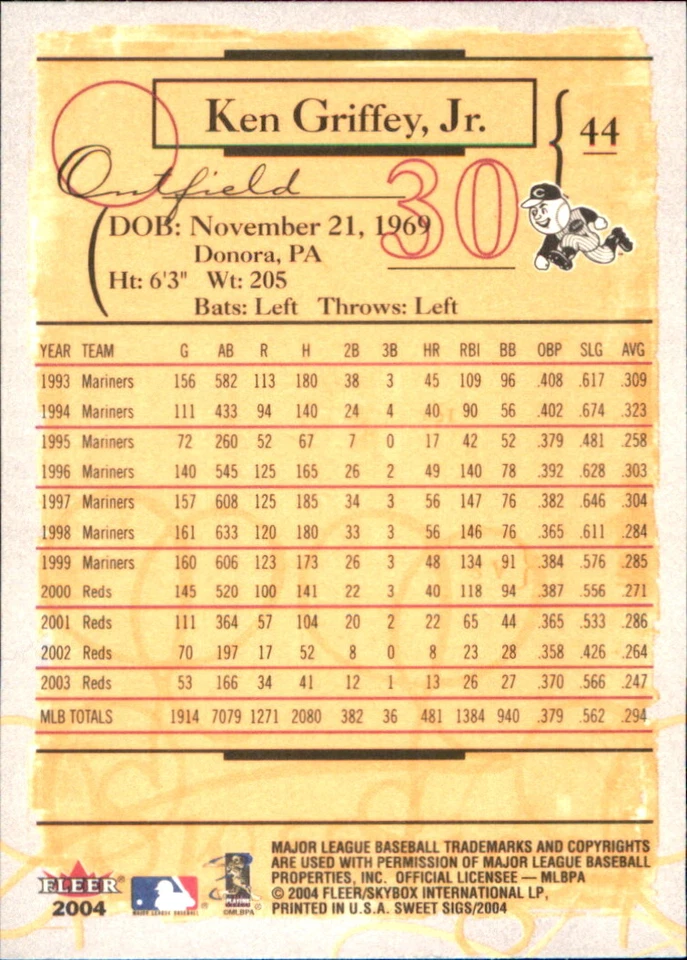 Ken Griffey, Jr.
44
Outfield
30
DOB: November 21, 1969
Donora, PA
Ht: 6'3" Wt: 205
Bats: Left Throws: Left
YEAR TEAM G AB R H 2B 3B HR RBI BB OBP SLG AVG
1993 Mariners 156 582 113 180 38 3 45 109 96 .408 .617 .309
1994 Mariners 111 433 94 140 24 4 40 90 56 .402 .674 .323
1995 Mariners 72 260 52 67 7 0 17 42 52 .379 .481 .258
1996 Mariners 140 545 125 165 26 2 49 140 78 .392 .628 .303
1997 Mariners 157 608 125 185 34 3 56 147 76 .382 .646 .304
1998 Mariners 161 633 120 180 33 3 56 146 76 .365 .611 .284
1999 Mariners 160 606 123 173 26 3 48 134 91 .384 .576 .285
2000 Reds 145 520 100 141 22 3 40 118 94 .387 .556 .271
2001 Reds 111 364 57 104 20 2 22 65 44 .365 .533 .286
2002 Reds 70 197 17 52 8 0 8 23 28 .358 .426 .264
2003 Reds 53 166 34 41 12 1 13 26 27 .370 .566 .247
MLB TOTALS 1914 7079 1271 2080 382 36 481 1384 940 .379 .562 .294
MAJOR LEAGUE BASEBALL TRADEMARKS AND COPYRIGHTS
ARE USED WITH PERMISSION OF MAJOR LEAGUE BASEBALL
PROPERTIES, INC. OFFICIAL LICENSEE — MLBPA
© 2004 FLEER/SKYBOX INTERNATIONAL LP,
PRINTED IN U.S.A. SWEET SIGS/2004
FLEER®
2004
MAJOR LEAGUE BASEBALL
®
©MLBPA